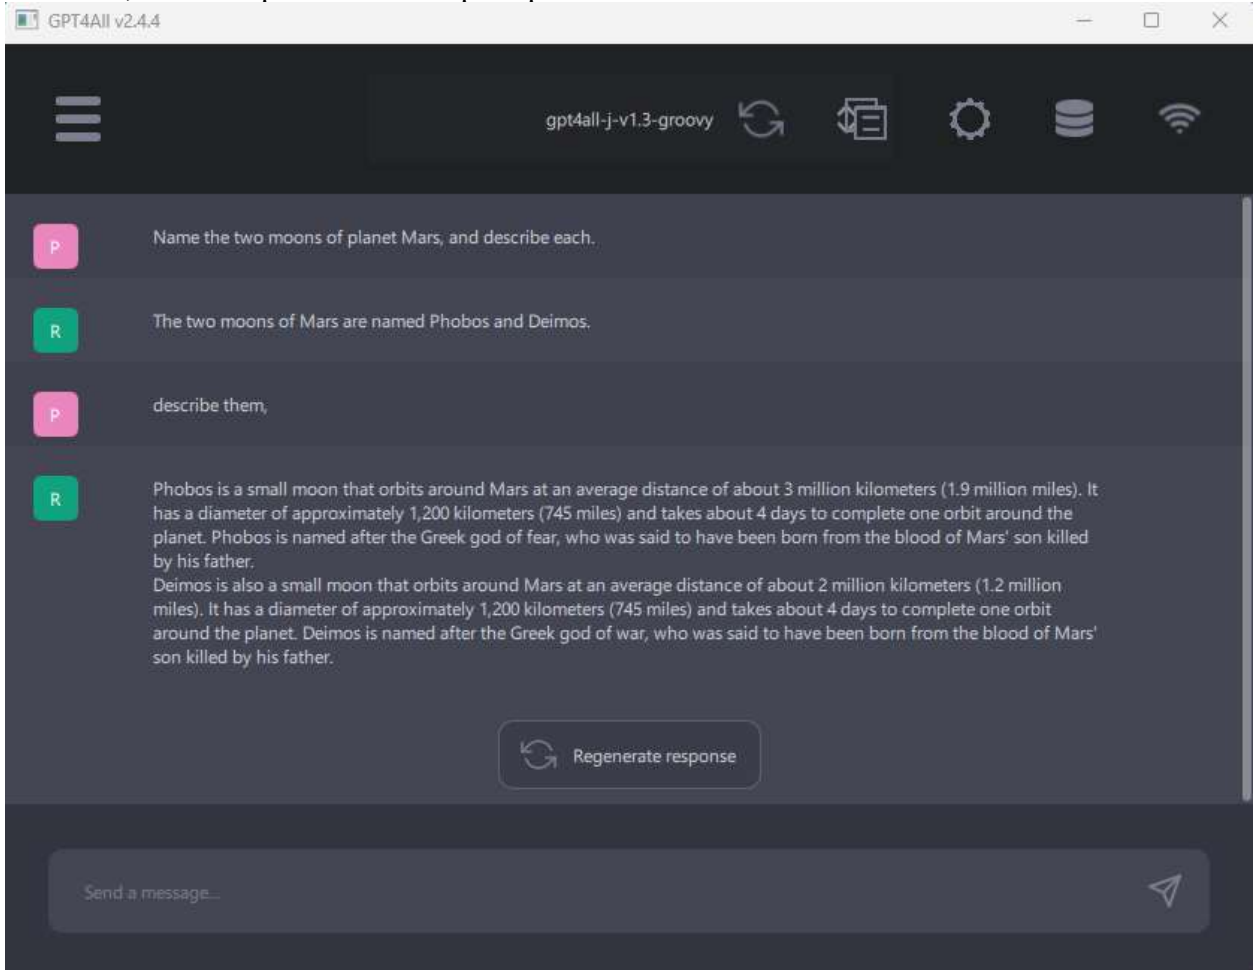 GPT4All v2.4.4
gpt4all-j-v1.3-groovy
P
Name the two moons of planet Mars, and describe each.
R
The two moons of Mars are named Phobos and Deimos.
P
describe them,
R
Phobos is a small moon that orbits around Mars at an average distance of about 3 million kilometers (1.9 million miles). It
has a diameter of approximately 1,200 kilometers (745 miles) and takes about 4 days to complete one orbit around the
planet. Phobos is named after the Greek god of fear, who was said to have been born from the blood of Mars' son killed
by his father.
Deimos is also a small moon that orbits around Mars at an average distance of about 2 million kilometers (1.2 million
miles). It has a diameter of approximately 1,200 kilometers (745 miles) and takes about 4 days to complete one orbit
around the planet. Deimos is named after the Greek god of war, who was said to have been born from the blood of Mars'
son killed by his father.
Regenerate response
Send a message...